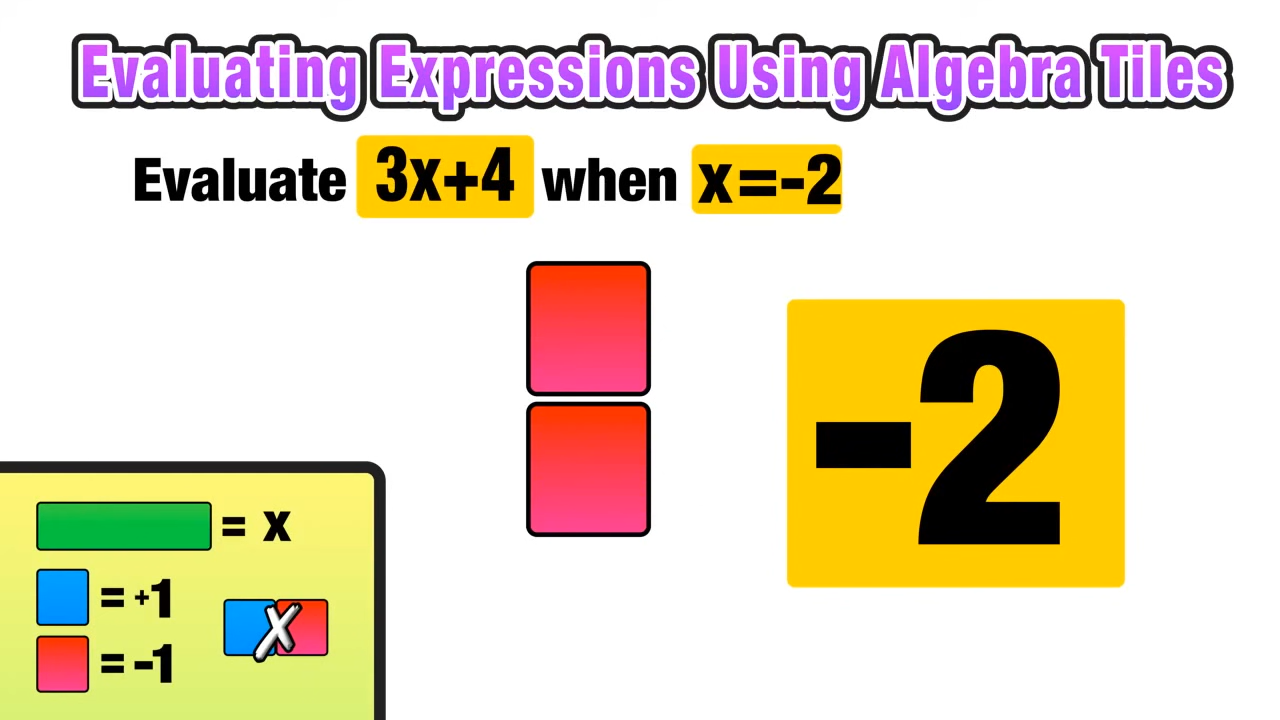 Evaluating Expressions Using Algebra Tiles
Evaluate 3x+4 when x=-2
-2
= x
= +1
= -1
X